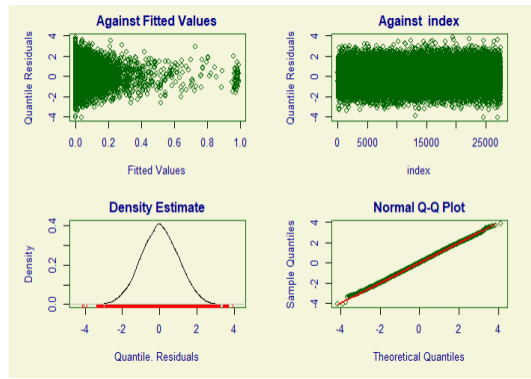 Against Fitted Values
Quantile Residuals
4
2
0
-2
-4
0.0 0.2 0.4 0.6 0.8 1.0
Fitted Values
Against index
Quantile Residuals
4
2
0
-2
-4
0 5000 15000 25000
index
Density Estimate
Density
0.4
0.2
0.0
-4 -2 0 2 4
Quantile. Residuals
Normal Q-Q Plot
Sample Quantiles
4
2
0
-2
-4
-4 -2 0 2 4
Theoretical Quantiles